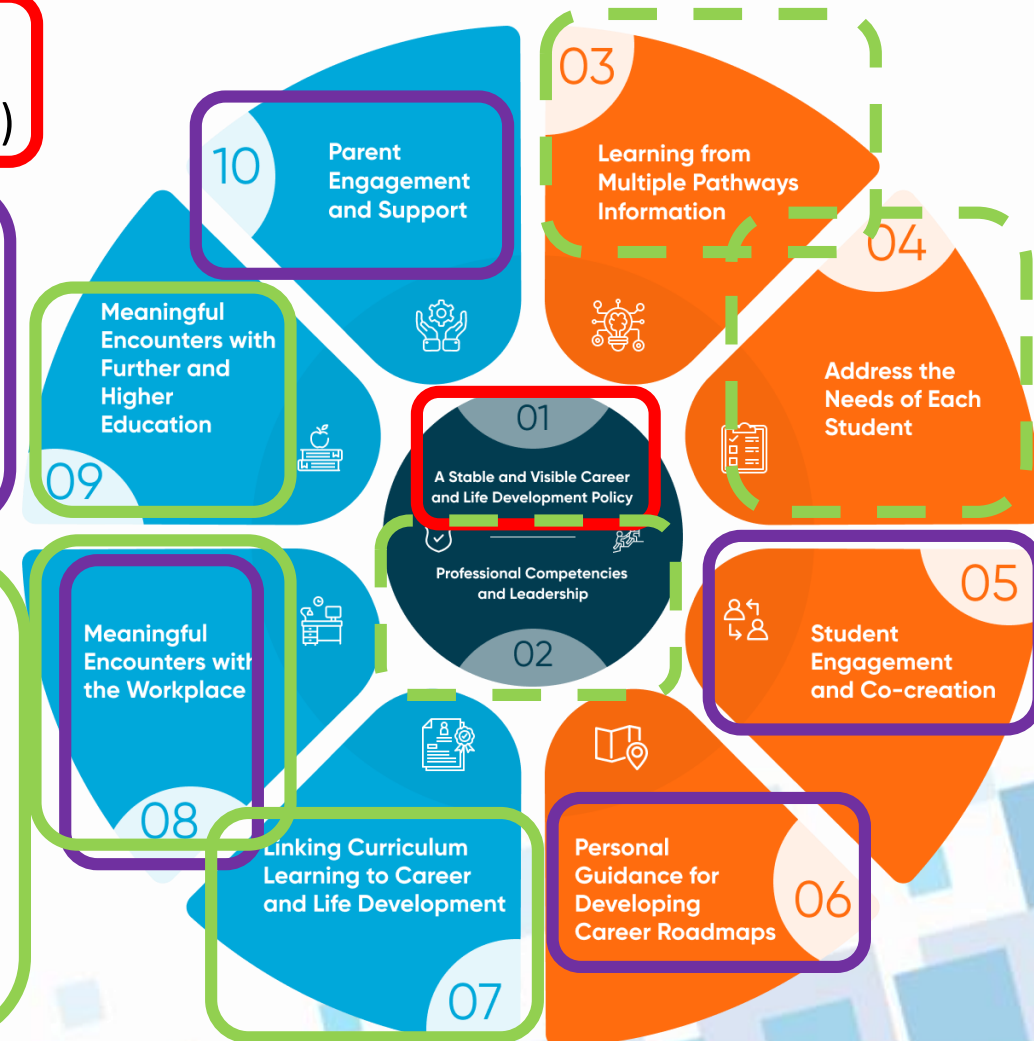 )
01
A Stable and Visible Career
and Life Development Policy
Professional Competencies
and Leadership
02
03
Learning from
Multiple Pathways
Information
04
Address the
Needs of Each
Student
05
Student
Engagement
and Co-creation
06
Personal
Guidance for
Developing
Career Roadmaps
07
Linking Curriculum
Learning to Career
and Life Development
08
Meaningful
Encounters with
the Workplace
09
Meaningful
Encounters with
Further and
Higher
Education
10
Parent
Engagement
and Support